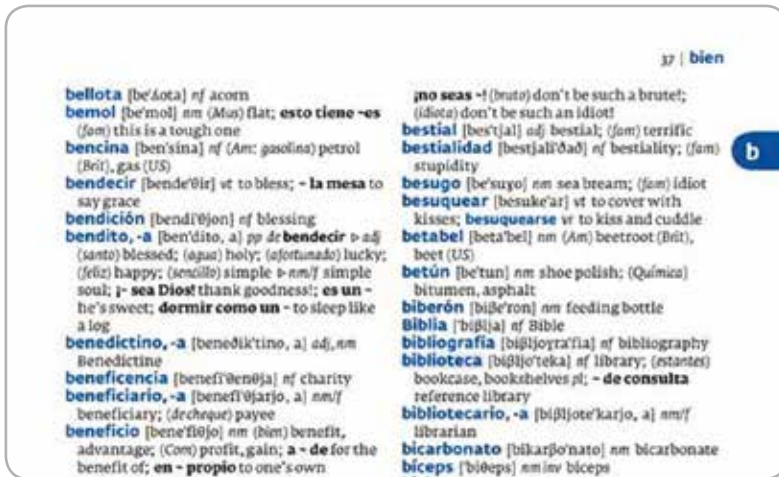 37 | bien
bellota [be'ʎota] nf acorn
bemol [be'mol] nm (Mus) flat; esto tiene ~es
(fam) this is a tough one
bencina [ben'sina] nf (Am: gasolina) petrol
(Brit), gas (US)
bendecir [bende'θir] vt to bless; ~ la mesa to
say grace
bendición [bendi'θjon] nf blessing
bendito, -a [ben'dito, a] pp de bendecir ▷ adj
(santo) blessed; (agua) holy; (afortunado) lucky;
(feliz) happy; (sencillo) simple ▷ nm/f simple
soul; ¡~ sea Dios! thank goodness!; es un ~
he's sweet; dormir como un ~ to sleep like
a log
benedictino, -a [beneðik'tino, a] adj, nm
Benedictine
beneficencia [benefi'θenθja] nf charity
beneficiario, -a [benefi'θjarjo, a] nm/f
beneficiary; (de cheque) payee
beneficio [bene'fiθjo] nm (bien) benefit,
advantage; (Com) profit, gain; a ~ de for the
benefit of; en ~ propio to one's own
¡no seas ~! (bruto) don't be such a brute!;
(idiota) don't be such an idiot!
bestial [bes'tjal] adj bestial; (fam) terrific
bestialidad [bestjali'ðað] nf bestiality; (fam)
stupidity
besugo [be'suɣo] nm sea bream; (fam) idiot
besuquear [besuke'ar] vt to cover with
kisses; besuquearse vr to kiss and cuddle
betabel [beta'bel] nm (Am) beetroot (Brit),
beet (US)
betún [be'tun] nm shoe polish; (Química)
bitumen, asphalt
biberón [biβe'ron] nm feeding bottle
Biblia ['biβlja] nf Bible
bibliografía [biβljoɣra'fia] nf bibliography
biblioteca [biβljo'teka] nf library; (estantes)
bookcase, bookshelves pl; ~ de consulta
reference library
bibliotecario, -a [biβljote'karjo, a] nm/f
librarian
bicarbonato [bikarβo'nato] nm bicarbonate
bíceps ['biθeps] nm inv biceps
b